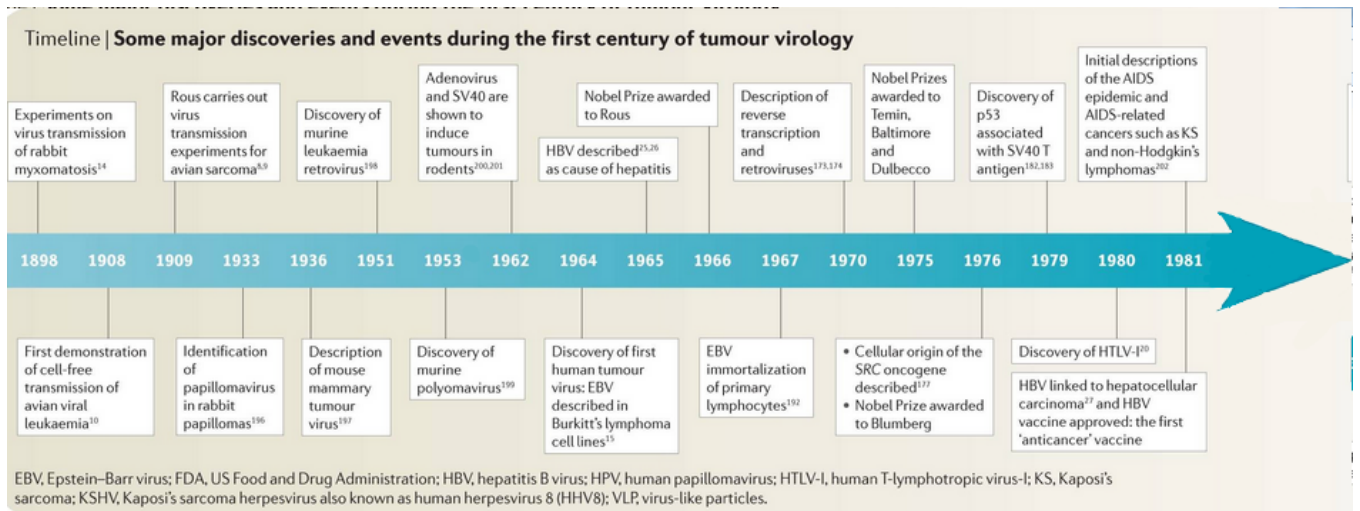 Timeline | Some major discoveries and events during the first century of tumour virology
Experiments on
virus transmission
of rabbit
myxomatosis14
Rous carries out
virus
transmission
experiments for
avian sarcoma8,9
Discovery of
murine
leukaemia
retrovirus198
Adenovirus
and SV40 are
shown to
induce
tumours in
rodents200,201
Nobel Prize awarded
to Rous
HBV described25,26
as cause of hepatitis
Description of
reverse
transcription
and
retroviruses173,174
Nobel Prizes
awarded to
Temin,
Baltimore
and
Dulbecco
Discovery of
p53
associated
with SV40 T
antigen182,183
Initial descriptions
of the AIDS
epidemic and
AIDS-related
cancers such as KS
and non-Hodgkin's
lymphomas202
1898 1908 1909 1933 1936 1951 1953 1962 1964 1965 1966 1967 1970 1975 1976 1979 1980 1981
First demonstration
of cell-free
transmission of
avian viral
leukaemia10
Identification
of
papillomavirus
in rabbit
papillomas196
Description
of mouse
mammary
tumour
virus197
Discovery of
murine
polyomavirus199
Discovery of first
human tumour
virus: EBV
described in
Burkitt's lymphoma
cell lines15
EBV
immortalization
of primary
lymphocytes192
• Cellular origin of the
SRC oncogene
described177
• Nobel Prize awarded
to Blumberg
Discovery of HTLV-I20
HBV linked to hepatocellular
carcinoma27 and HBV
vaccine approved: the first
'anticancer' vaccine
EBV, Epstein–Barr virus; FDA, US Food and Drug Administration; HBV, hepatitis B virus; HPV, human papillomavirus; HTLV-I, human T-lymphotropic virus-I; KS, Kaposi's
sarcoma; KSHV, Kaposi's sarcoma herpesvirus also known as human herpesvirus 8 (HHV8); VLP, virus-like particles.